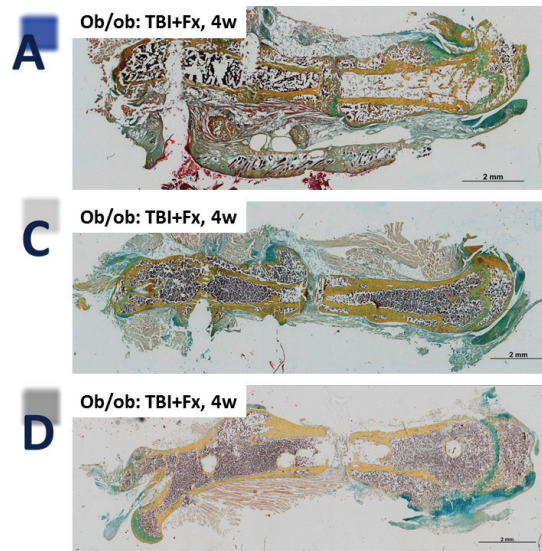 A
Ob/ob: TBI+Fx, 4w
2 mm
C
Ob/ob: TBI+Fx, 4w
2 mm
D
Ob/ob: TBI+Fx, 4w
2 mm